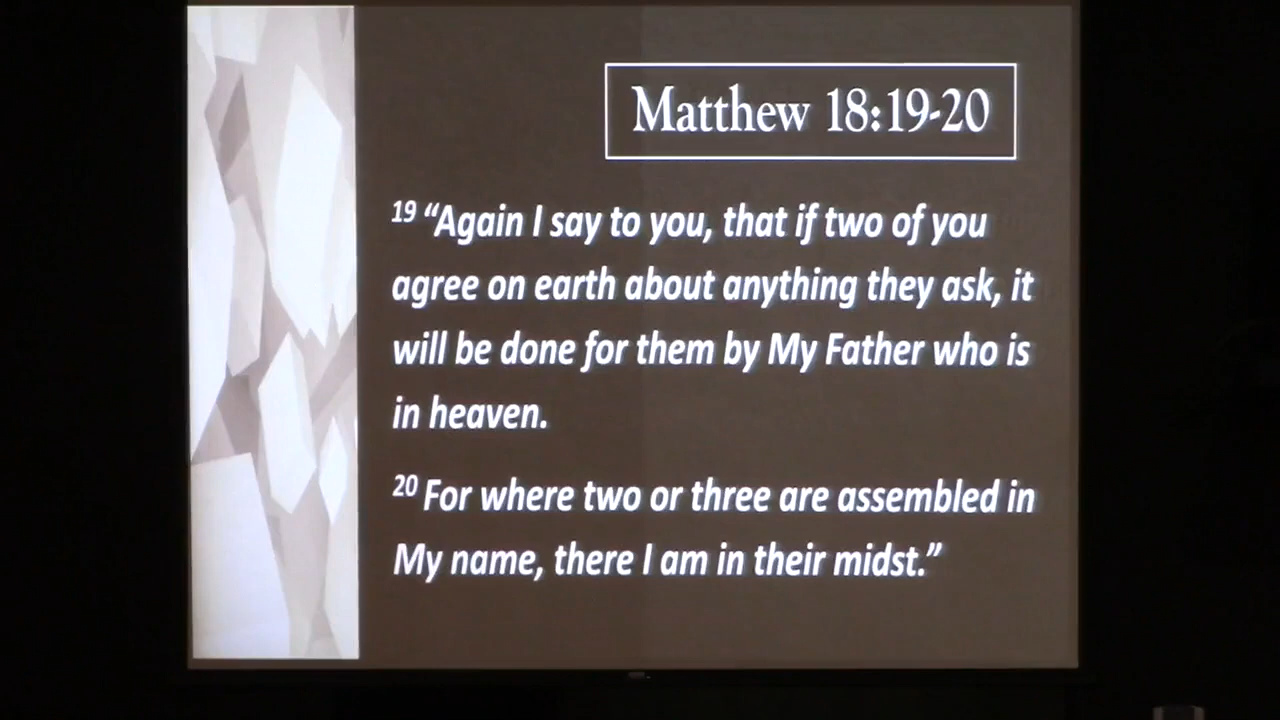 Matthew 18:19-20
19 “Again I say to you, that if two of you
agree on earth about anything they ask, it
will be done for them by My Father who is
in heaven.
20 For where two or three are assembled in
My name, there I am in their midst.”